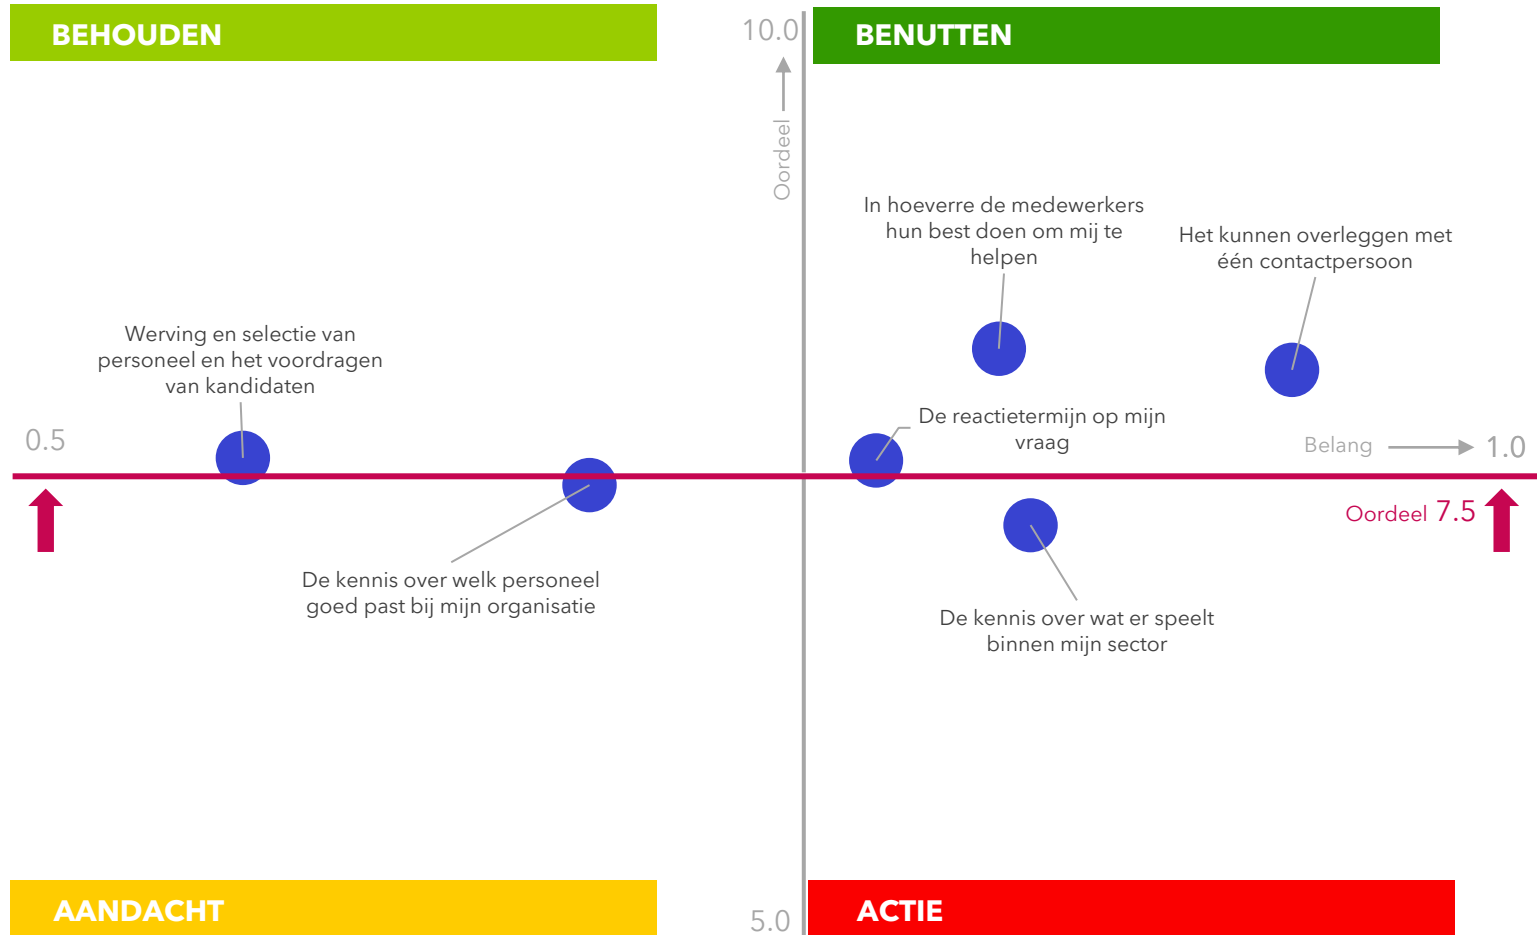 BEHOUDEN
10.0
BENUTTEN
Oordeel
In hoeverre de medewerkers
hun best doen om mij te
helpen
Het kunnen overleggen met
één contactpersoon
Werving en selectie van
personeel en het voordragen
van kandidaten
De reactietermijn op mijn
vraag
0.5
Belang
1.0
Oordeel 7.5
De kennis over welk personeel
goed past bij mijn organisatie
De kennis over wat er speelt
binnen mijn sector
AANDACHT
5.0
ACTIE